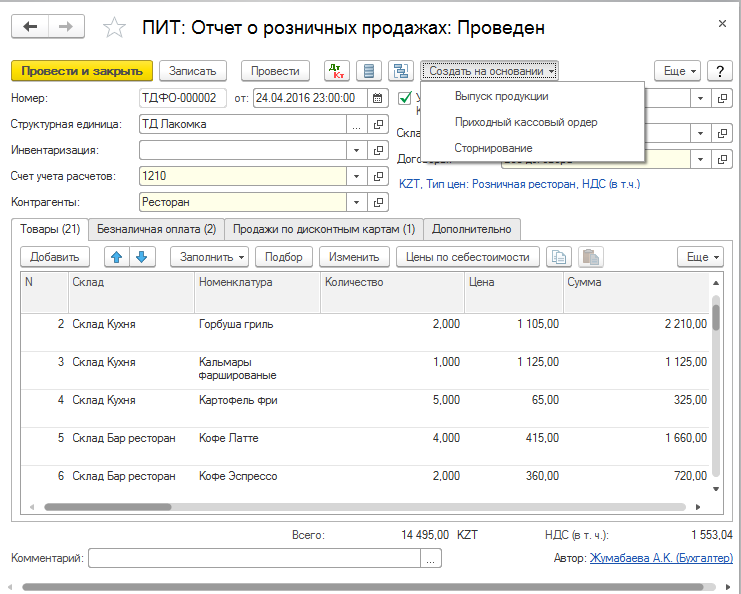 ПИТ: Отчет о розничных продажах: Проведен
Провести и закрыть Записать Провести Дт Кт Создать на основании Еще ?
Номер: ТДФО-000002 от: 24.04.2016 23:00:00
Выпуск продукции
Приходный кассовый ордер
Сторнирование
Структурная единица: ТД Лакомка ...
Инвентаризация:
Счет учета расчетов: 1210
KZT, Тип цен: Розничная ресторан, НДС (в т.ч.)
Контрагенты: Ресторан
Товары (21) Безналичная оплата (2) Продажи по дисконтным картам (1) Дополнительно
Добавить Заполнить Подбор Изменить Цены по себестоимости Еще
N Склад Номенклатура Количество Цена Сумма
2 Склад Кухня Горбуша гриль 2,000 1 105,00 2 210,00
3 Склад Кухня Кальмары 1,000 1 125,00 1 125,00
фаршированые
4 Склад Кухня Картофель фри 5,000 65,00 325,00
5 Склад Бар ресторан Кофе Латте 4,000 415,00 1 660,00
6 Склад Бар ресторан Кофе Эспрессо 2,000 360,00 720,00
Всего: 14 495,00 KZT НДС (в т. ч.): 1 553,04
Комментарий: ... Автор: Жумабаева А.К. (Бухгалтер)